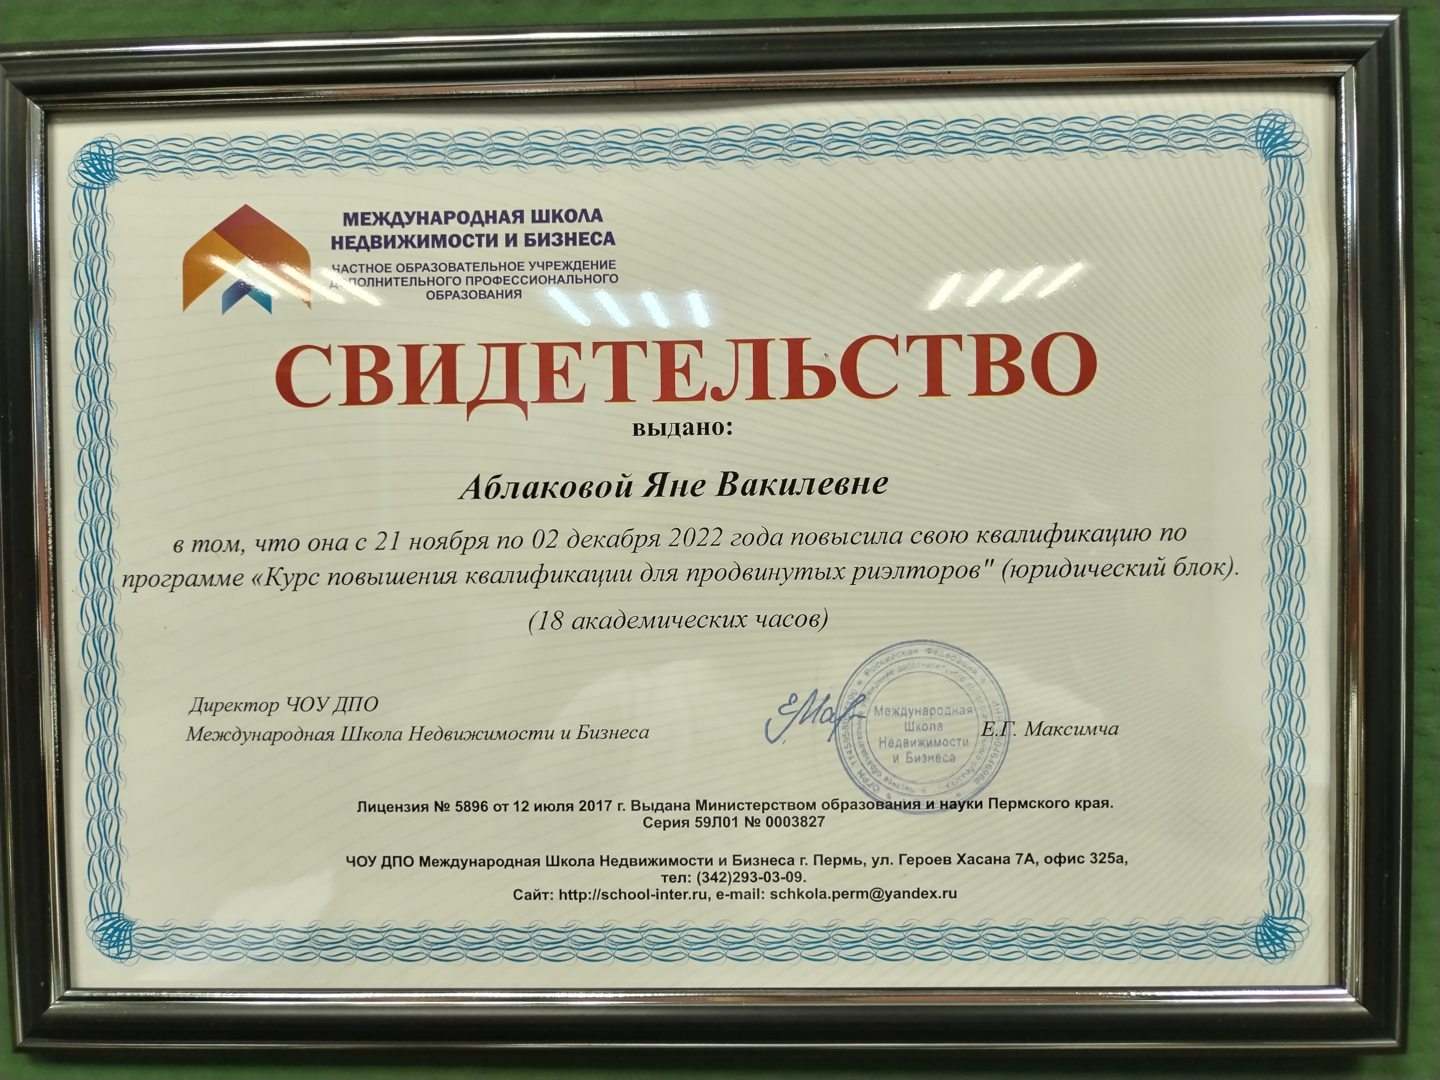 МЕЖДУНАРОДНАЯ ШКОЛА
НЕДВИЖИМОСТИ И БИЗНЕСА
ЧАСТНОЕ ОБРАЗОВАТЕЛЬНОЕ УЧРЕЖДЕНИЕ
ДОПОЛНИТЕЛЬНОГО ПРОФЕССИОНАЛЬНОГО
ОБРАЗОВАНИЯ
СВИДЕТЕЛЬСТВО
выдано:
Аблаковой Яне Вакилевне
в том, что она с 21 ноября по 02 декабря 2022 года повысила свою квалификацию по
программе «Курс повышения квалификации для продвинутых риэлторов" (юридический блок).
(18 академических часов)
Директор ЧОУ ДПО
Международная Школа Недвижимости и Бизнеса
Е.Г. Максимча
Российская Федерация
Международная
Школа
Недвижимости
и Бизнеса
Лицензия № 5896 от 12 июля 2017 г. Выдана Министерством образования и науки Пермского края.
Серия 59Л01 № 0003827
ЧОУ ДПО Международная Школа Недвижимости и Бизнеса г. Пермь, ул. Героев Хасана 7А, офис 325а,
тел: (342)293-03-09.
Сайт: http://school-inter.ru, e-mail: schkola.perm@yandex.ru